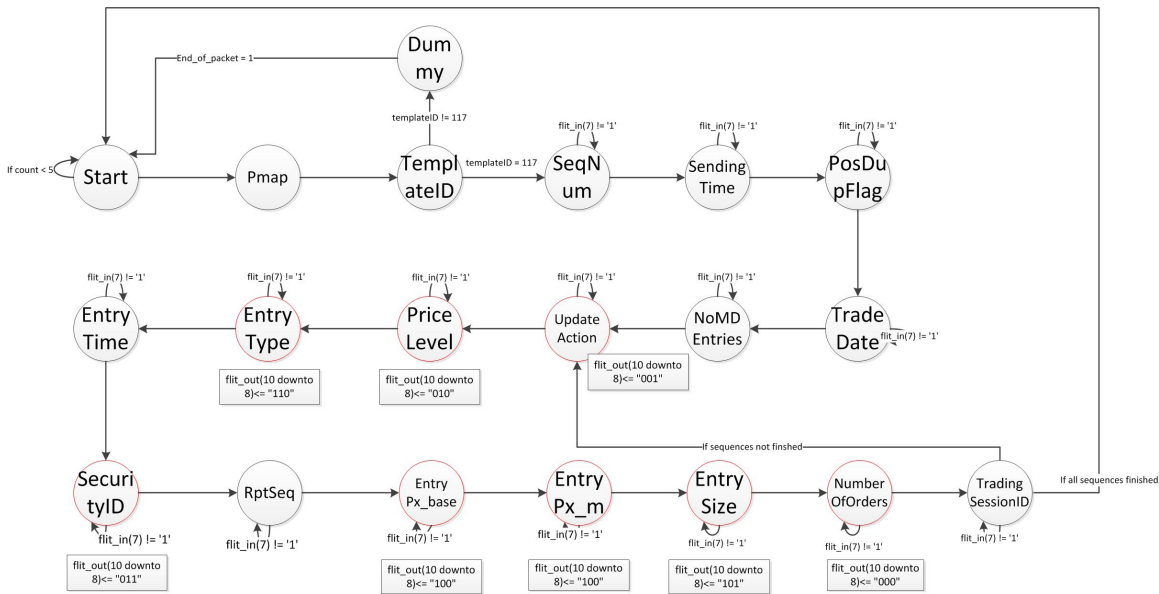 Dum
my
End_of_packet = 1
templateID != 117
If count < 5
Start
Pmap
Templ
ateID
templateID = 117
flit_in(7) != '1'
SeqN
um
flit_in(7) != '1'
Sending
Time
flit_in(7) != '1'
PosDu
pFlag
flit_in(7) != '1'
Entry
Time
flit_in(7) != '1'
Entry
Type
flit_out(10 downto
8)<= "110"
flit_in(7) != '1'
Price
Level
flit_out(10 downto
8)<= "010"
flit_in(7) != '1'
Update
Action
flit_out(10 downto
8)<= "001"
flit_in(7) != '1'
NoMD
Entries
Trade
Date
flit_in(7) != '1'
If sequences not finshed
If all sequences finished
Securi
tyID
flit_in(7) != '1'
flit_out(10 downto
8)<= "011"
RptSeq
flit_in(7) != '1'
Entry
Px_base
flit_in(7) != '1'
flit_out(10 downto
8)<= "100"
Entry
Px_m
flit_in(7) != '1'
flit_out(10 downto
8)<= "100"
Entry
Size
flit_in(7) != '1'
flit_out(10 downto
8)<= "101"
Number
OfOrders
flit_in(7) != '1'
flit_out(10 downto
8)<= "000"
Trading
SessionID
flit_in(7) != '1'